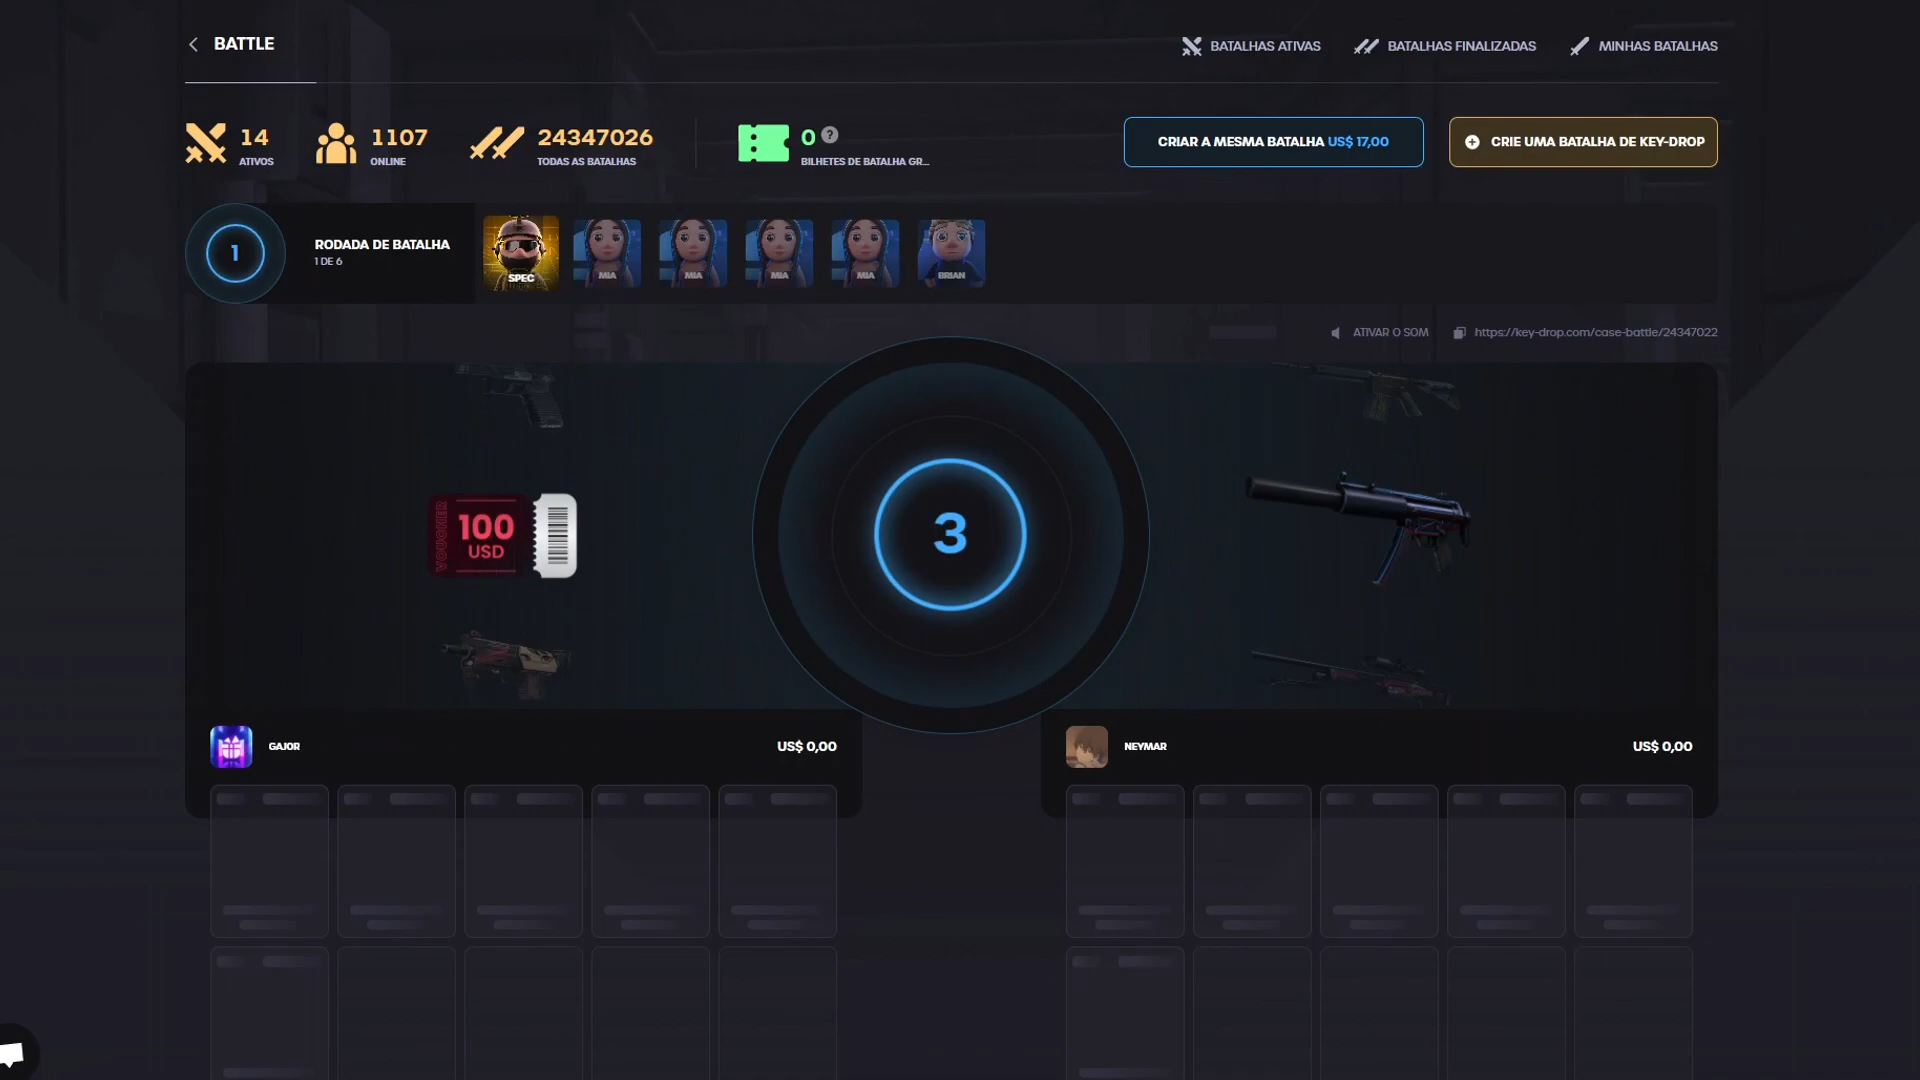 BATTLE
BATALHAS ATIVAS
BATALHAS FINALIZADAS
MINHAS BATALHAS
14
ATIVOS
1107
ONLINE
24347026
TODAS AS BATALHAS
0 ?
BILHETES DE BATALHA GR...
CRIAR A MESMA BATALHA US$ 17,00
CRIE UMA BATALHA DE KEY-DROP
1
RODADA DE BATALHA
1 DE 6
SPEC
MIA
MIA
MIA
MIA
BRIAN
ATIVAR O SOM
https://key-drop.com/case-battle/24347022
VOUCHER
100
USD
3
GAJOR
US$ 0,00
NEYMAR
US$ 0,00